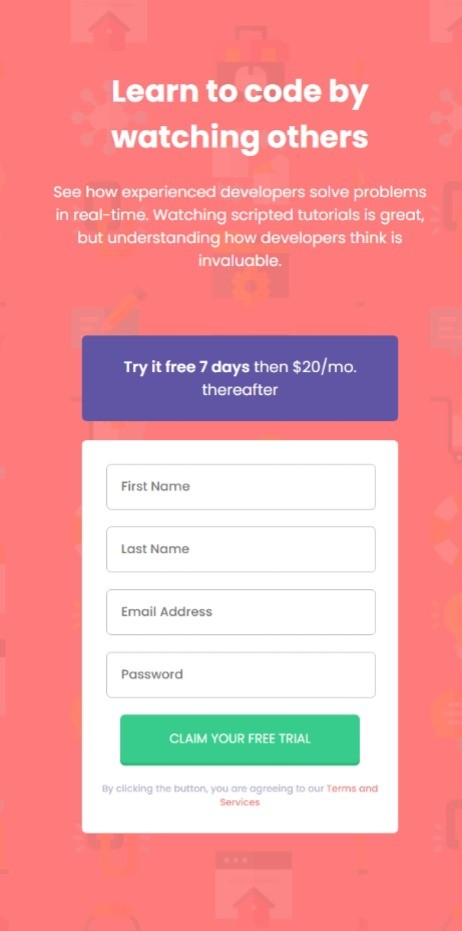 Learn to code by
watching others
See how experienced developers solve problems
in real-time. Watching scripted tutorials is great,
but understanding how developers think is
invaluable.
Try it free 7 days then $20/mo.
thereafter
First Name
Last Name
Email Address
Password
CLAIM YOUR FREE TRIAL
By clicking the button, you are agreeing to our Terms and
Services